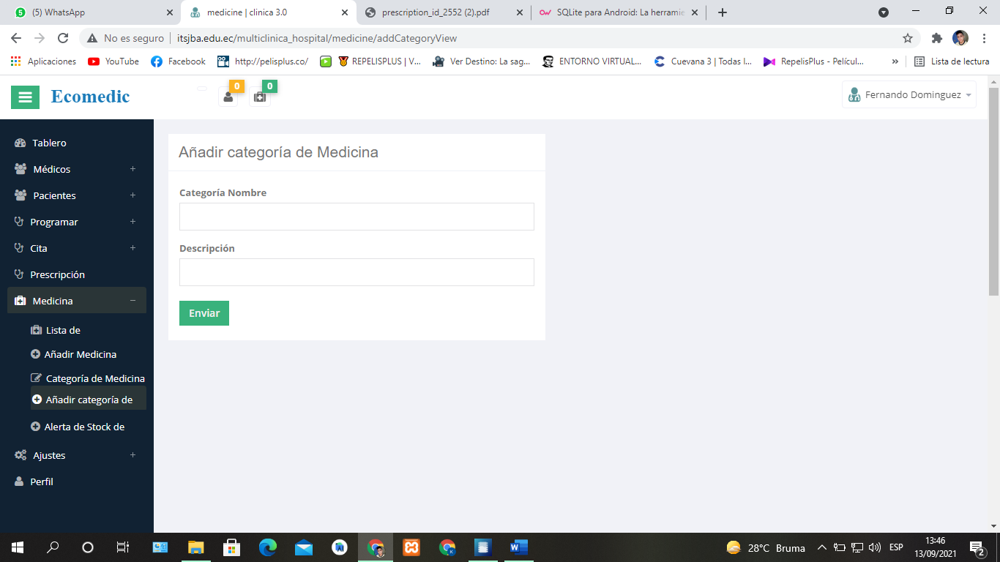 (5) WhatsApp
medicine | clinica 3.0
prescription_id_2552 (2).pdf
SQLite para Android: La herramie
No es seguro
itsjba.edu.ec/multiclinica_hospital/medicine/addCategoryView
Aplicaciones
YouTube
Facebook
http://pelisplus.co/
REPELISPLUS | V...
Ver Destino: La sag...
ENTORNO VIRTUAL...
Cuevana 3 | Todas l...
RepelisPlus - Películ...
»
Lista de lectura
Ecomedic
0
0
Fernando Dominguez
Tablero
Médicos
Pacientes
Programar
Cita
Prescripción
Medicina
Lista de
Añadir Medicina
Categoría de Medicina
Añadir categoría de
Alerta de Stock de
Ajustes
Perfil
Añadir categoría de Medicina
Categoría Nombre
Descripción
Enviar
28°C Bruma
ESP
13:46
13/09/2021
2